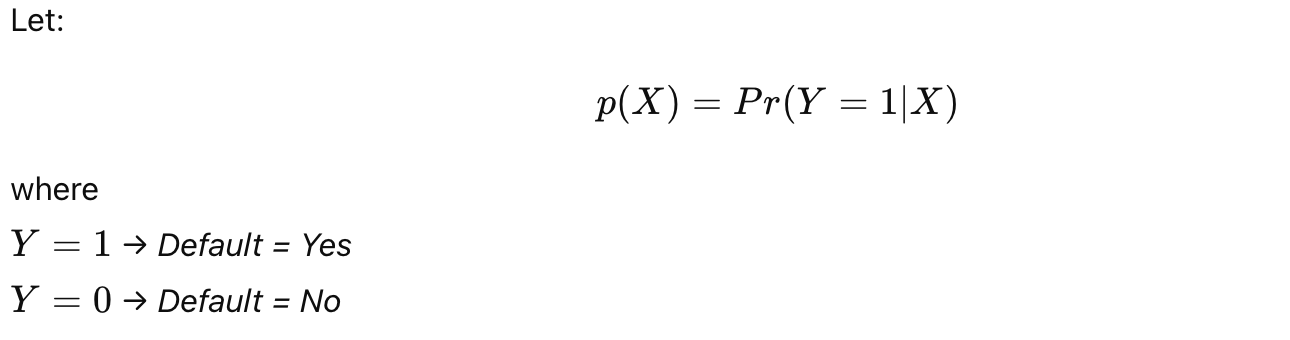 Let:
p(X) = Pr(Y = 1|X)
where
Y = 1 → Default = Yes
Y = 0 → Default = No